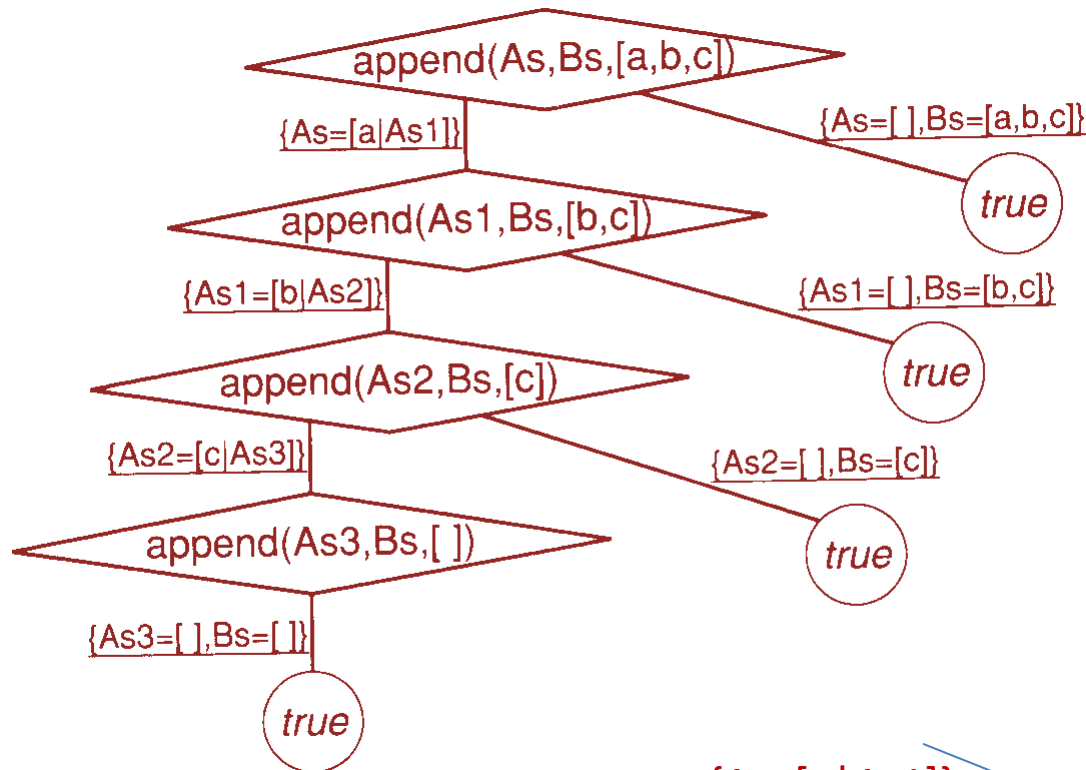 append(As,Bs,[a,b,c])
{As=[a|As1]}
{As=[ ],Bs=[a,b,c]}
true
append(As1,Bs,[b,c])
{As1=[b|As2]}
{As1=[ ],Bs=[b,c]}
true
append(As2,Bs,[c])
{As2=[c|As3]}
{As2=[ ],Bs=[c]}
true
append(As3,Bs,[ ])
{As3=[ ],Bs=[ ]}
true